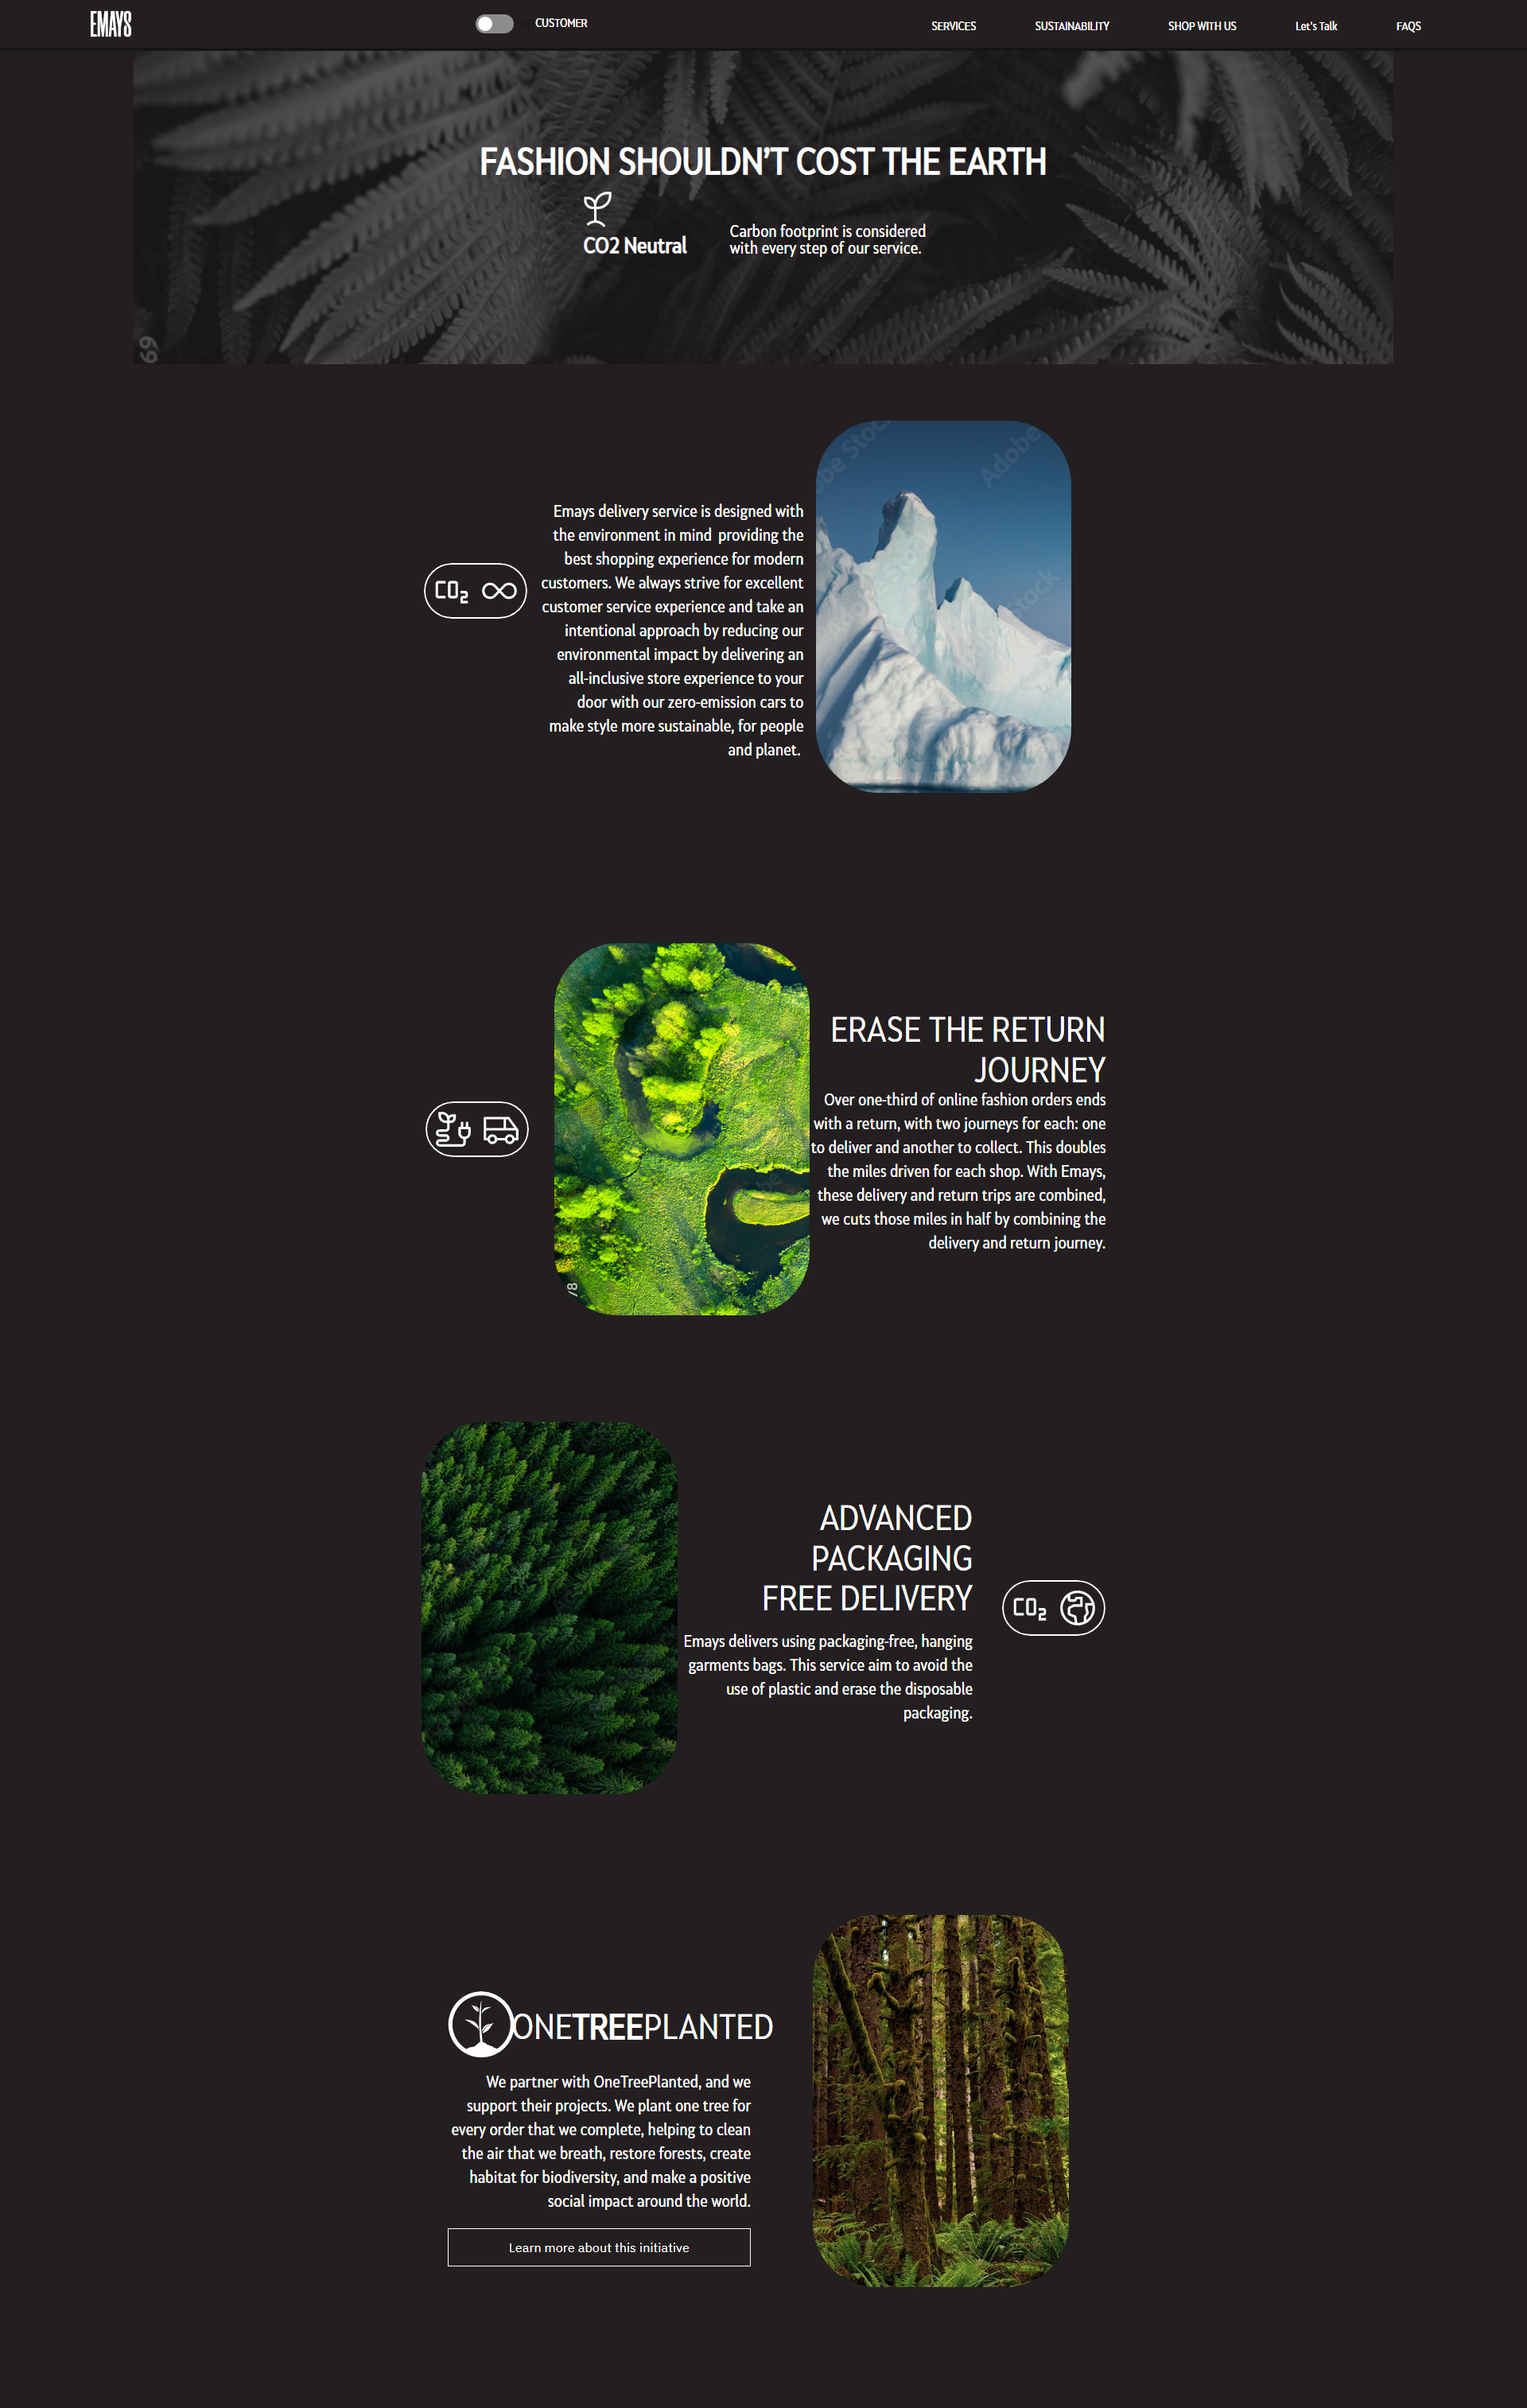 EMAYS
CUSTOMER
SERVICES
SUSTAINABILITY
SHOP WITH US
Let's Talk
FAQS
FASHION SHOULDN’T COST THE EARTH
CO2 Neutral
Carbon footprint is considered
with every step of our service.
69
Adobe Stock
Adobe
Stock
Emays delivery service is designed with
the environment in mind providing the
best shopping experience for modern
customers. We always strive for excellent
customer service experience and take an
intentional approach by reducing our
environmental impact by delivering an
all-inclusive store experience to your
door with our zero-emission cars to
make style more sustainable, for people
and planet.
CO2
ERASE THE RETURN
JOURNEY
Over one-third of online fashion orders ends
with a return, with two journeys for each: one
to deliver and another to collect. This doubles
the miles driven for each shop. With Emays,
these delivery and return trips are combined,
we cuts those miles in half by combining the
delivery and return journey.
ADVANCED
PACKAGING
FREE DELIVERY
Emays delivers using packaging-free, hanging
garments bags. This service aim to avoid the
use of plastic and erase the disposable
packaging.
CO2
ONETREEPLANTED
We partner with OneTreePlanted, and we
support their projects. We plant one tree for
every order that we complete, helping to clean
the air that we breath, restore forests, create
habitat for biodiversity, and make a positive
social impact around the world.
Learn more about this initiative